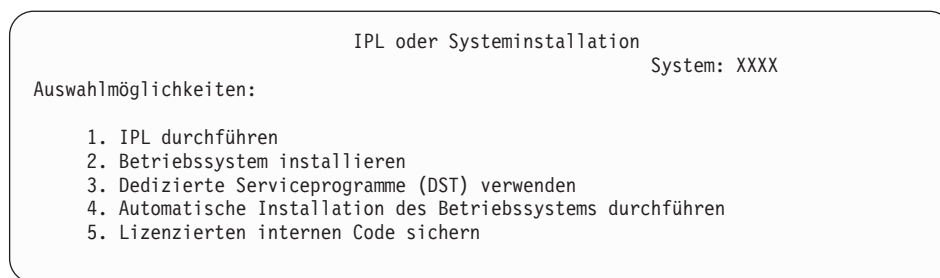 IPL oder Systeminstallation
System: XXXX
Auswahlmöglichkeiten:
1. IPL durchführen
2. Betriebssystem installieren
3. Dedizierte Serviceprogramme (DST) verwenden
4. Automatische Installation des Betriebssystems durchführen
5. Lizenzierten internen Code sichern